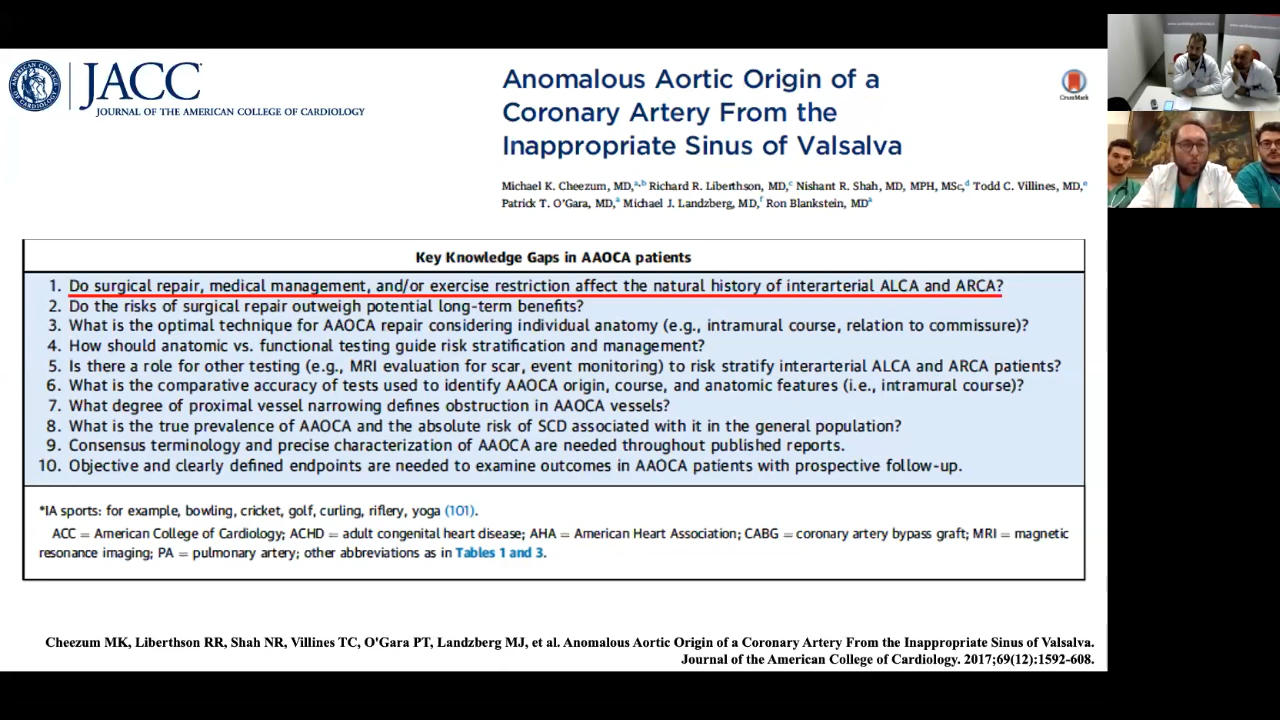 JACC
JOURNAL OF THE AMERICAN COLLEGE OF CARDIOLOGY
Anomalous Aortic Origin of a
Coronary Artery From the
Inappropriate Sinus of Valsalva
CrossMark
Michael K. Cheezum, MD,a,b Richard R. Liberthson, MD,c Nishant R. Shah, MD, MPH, MSc,d Todd C. Villines, MD,e
Patrick T. O'Gara, MD,a Michael J. Landzberg, MD,f Ron Blankstein, MDa
Key Knowledge Gaps in AAOCA patients
1. Do surgical repair, medical management, and/or exercise restriction affect the natural history of interarterial ALCA and ARCA?
2. Do the risks of surgical repair outweigh potential long-term benefits?
3. What is the optimal technique for AAOCA repair considering individual anatomy (e.g., intramural course, relation to commissure)?
4. How should anatomic vs. functional testing guide risk stratification and management?
5. Is there a role for other testing (e.g., MRI evaluation for scar, event monitoring) to risk stratify interarterial ALCA and ARCA patients?
6. What is the comparative accuracy of tests used to identify AAOCA origin, course, and anatomic features (i.e., intramural course)?
7. What degree of proximal vessel narrowing defines obstruction in AAOCA vessels?
8. What is the true prevalence of AAOCA and the absolute risk of SCD associated with it in the general population?
9. Consensus terminology and precise characterization of AAOCA are needed throughout published reports.
10. Objective and clearly defined endpoints are needed to examine outcomes in AAOCA patients with prospective follow-up.
*IA sports: for example, bowling, cricket, golf, curling, riflery, yoga (101).
ACC = American College of Cardiology; ACHD = adult congenital heart disease; AHA = American Heart Association; CABG = coronary artery bypass graft; MRI = magnetic
resonance imaging; PA = pulmonary artery; other abbreviations as in Tables 1 and 3.
Cheezum MK, Liberthson RR, Shah NR, Villines TC, O'Gara PT, Landzberg MJ, et al. Anomalous Aortic Origin of a Coronary Artery From the Inappropriate Sinus of Valsalva.
Journal of the American College of Cardiology. 2017;69(12):1592-608.